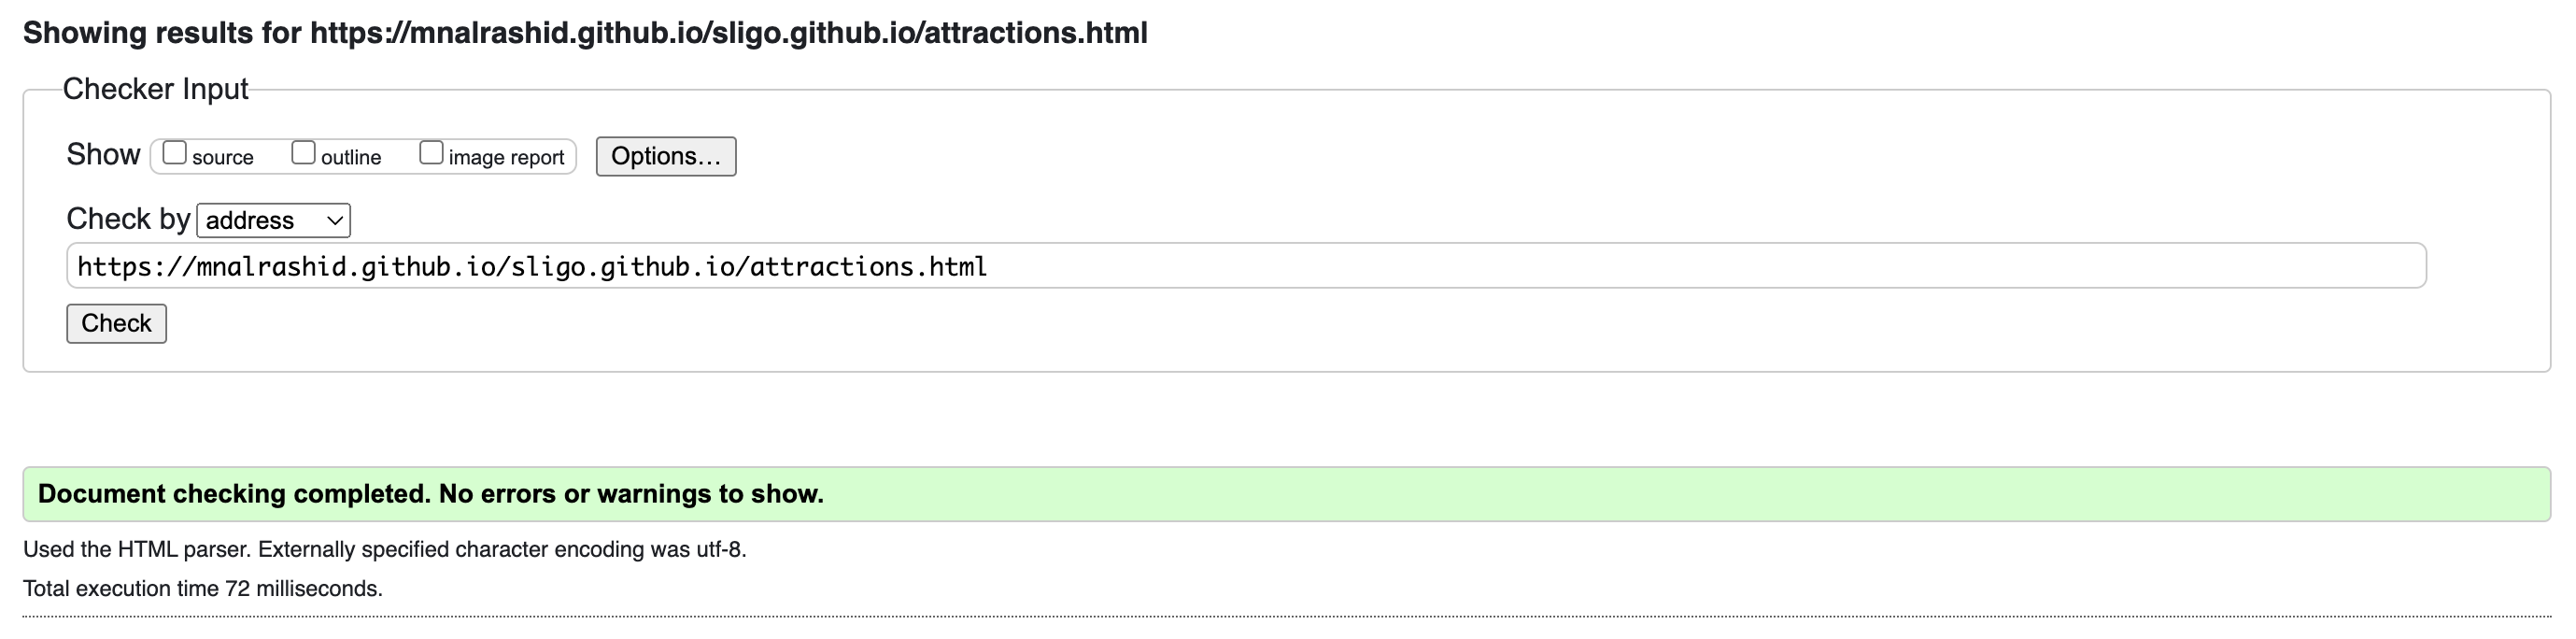 Showing results for https://mnalrashid.github.io/sligo.github.io/attractions.html
Checker Input
Show source outline image report Options...
Check by address
https://mnalrashid.github.io/sligo.github.io/attractions.html
Check
Document checking completed. No errors or warnings to show.
Used the HTML parser. Externally specified character encoding was utf-8.
Total execution time 72 milliseconds.